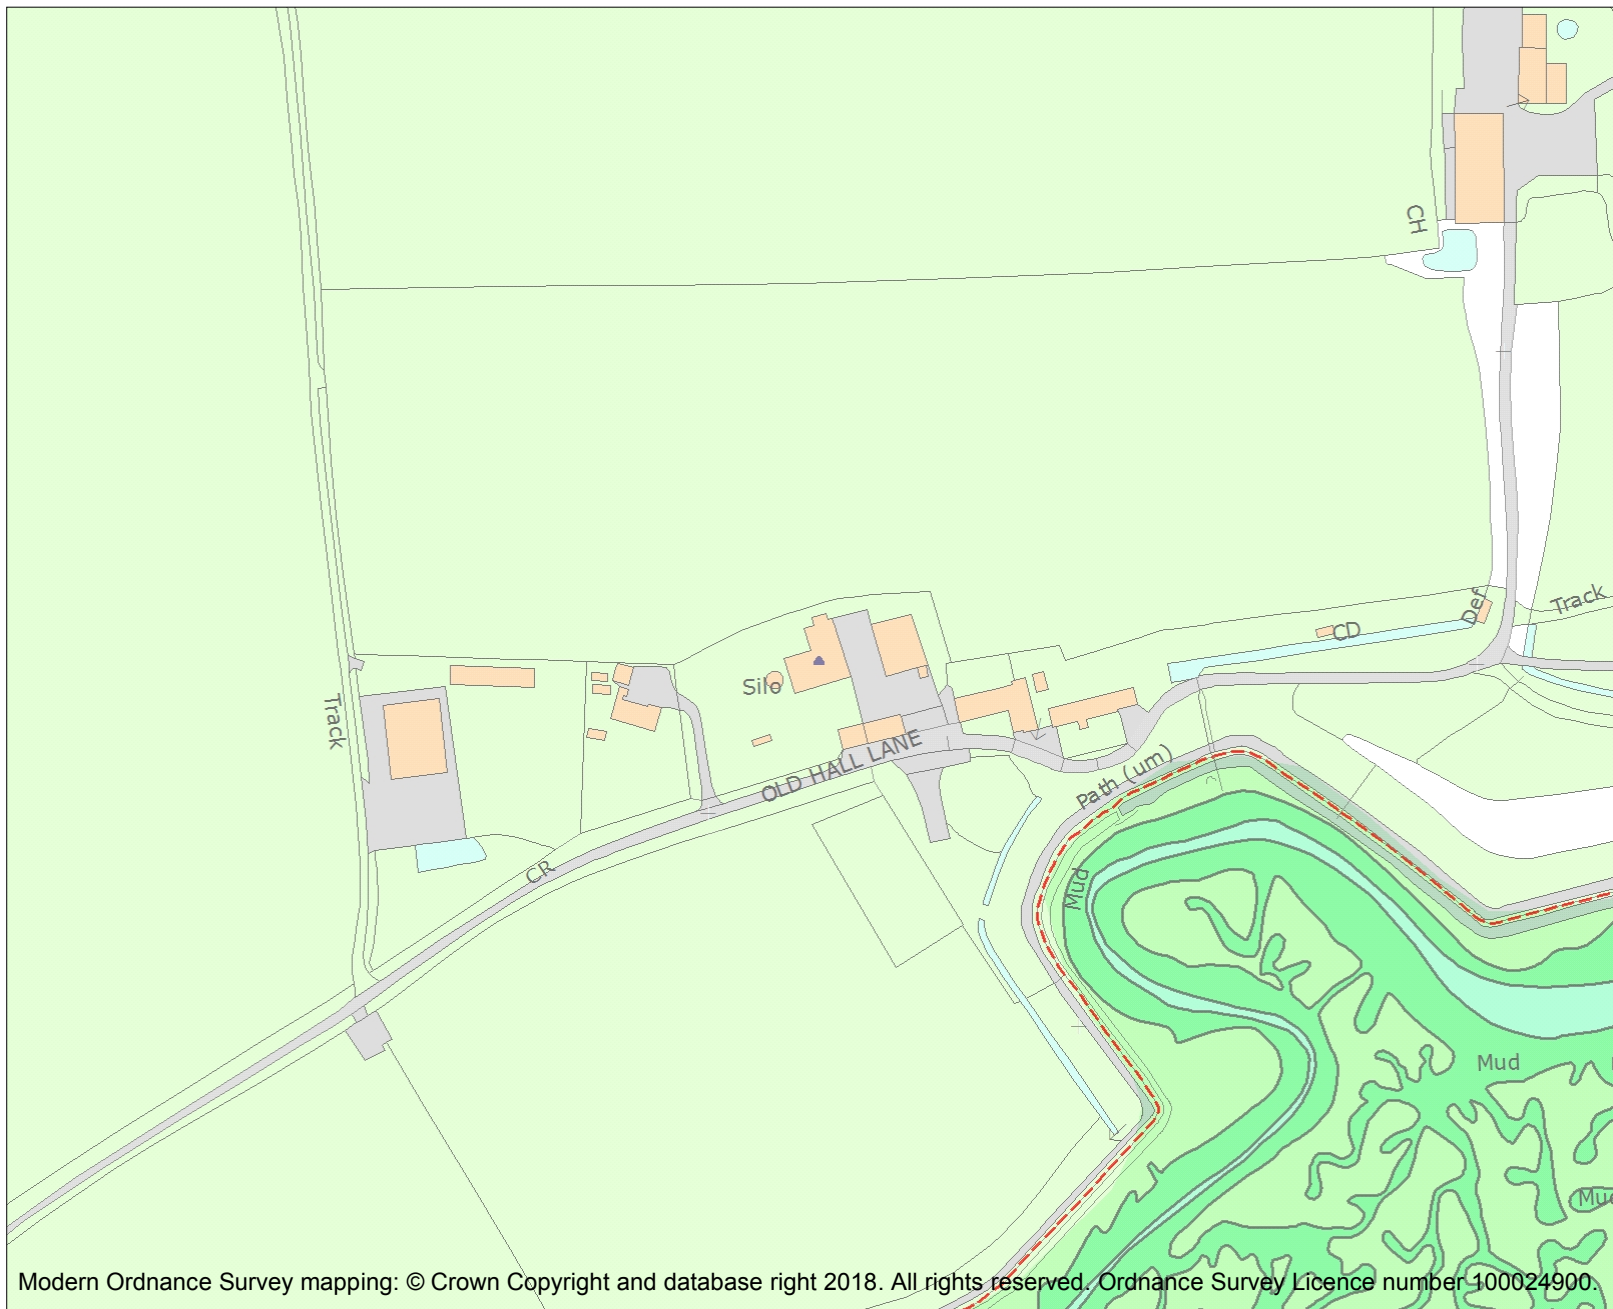 CH
Def
Track
CD
Silo
Track
OLD HALL LANE
Path (um)
CR
Mud
Mud
Modern Ordnance Survey mapping: © Crown Copyright and database right 2018. All rights reserved. Ordnance Survey Licence number 100024900.